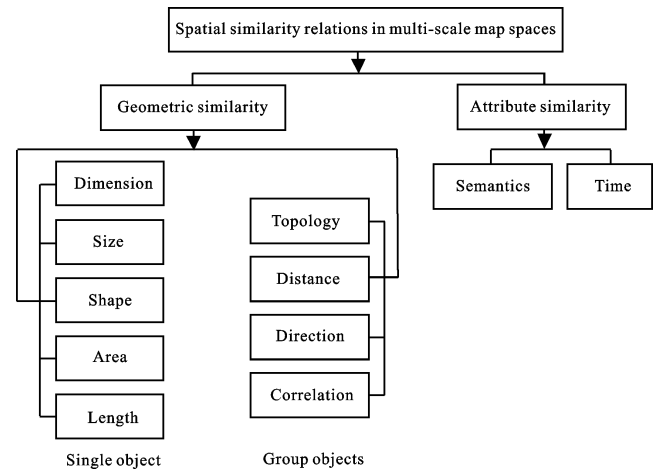 Spatial similarity relations in multi-scale map spaces
Geometric similarity
Attribute similarity
Semantics
Time
Dimension
Size
Shape
Area
Length
Single object
Topology
Distance
Direction
Correlation
Group objects